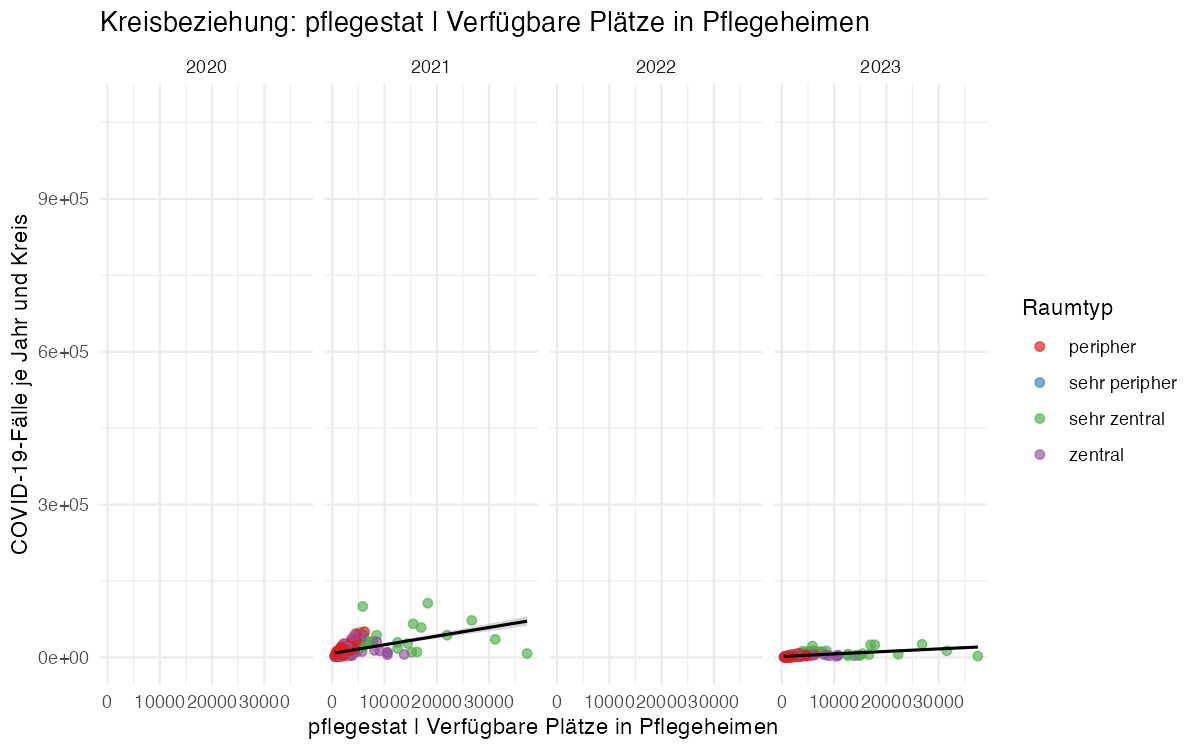 Kreisbeziehung: pflegestat | Verfügbare Plätze in Pflegeheimen
2020 2021 2022 2023
COVID-19-Fälle je Jahr und Kreis
9e+05
6e+05
3e+05
0e+00
0 10000 20000 30000 0 10000 20000 30000 0 10000 20000 30000 0 10000 20000 30000
pflegestat | Verfügbare Plätze in Pflegeheimen
Raumtyp
peripher
sehr peripher
sehr zentral
zentral